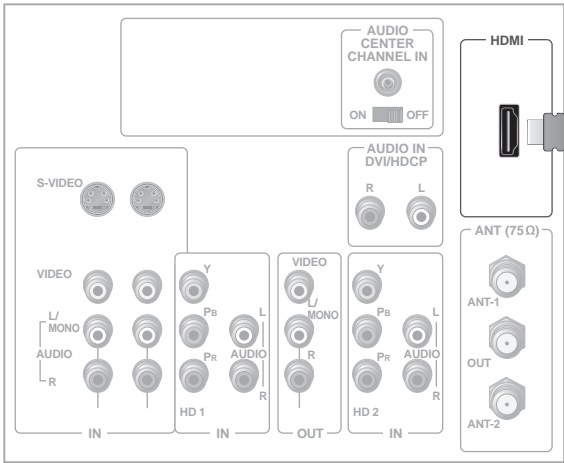 AUDIO
CENTER
CHANNEL IN
ON
OFF
HDMI
AUDIO IN
DVI/HDCP
R
L
S-VIDEO
VIDEO
L/
MONO
AUDIO
R
IN
Y
PB
PR
L
AUDIO
R
HD 1
IN
VIDEO
L/
MONO
R
OUT
Y
PB
PR
L
AUDIO
R
HD 2
IN
ANT (75Ω)
ANT-1
OUT
ANT-2